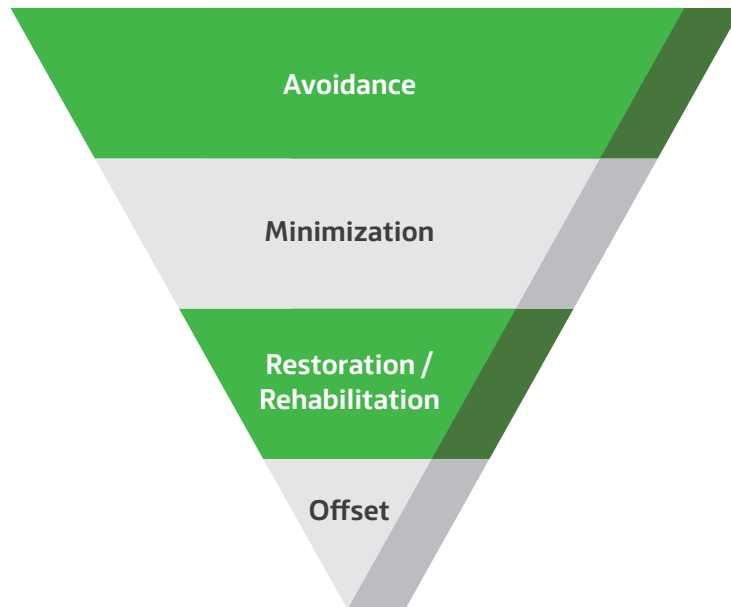 Avoidance
Minimization
Restoration /
Rehabilitation
Offset